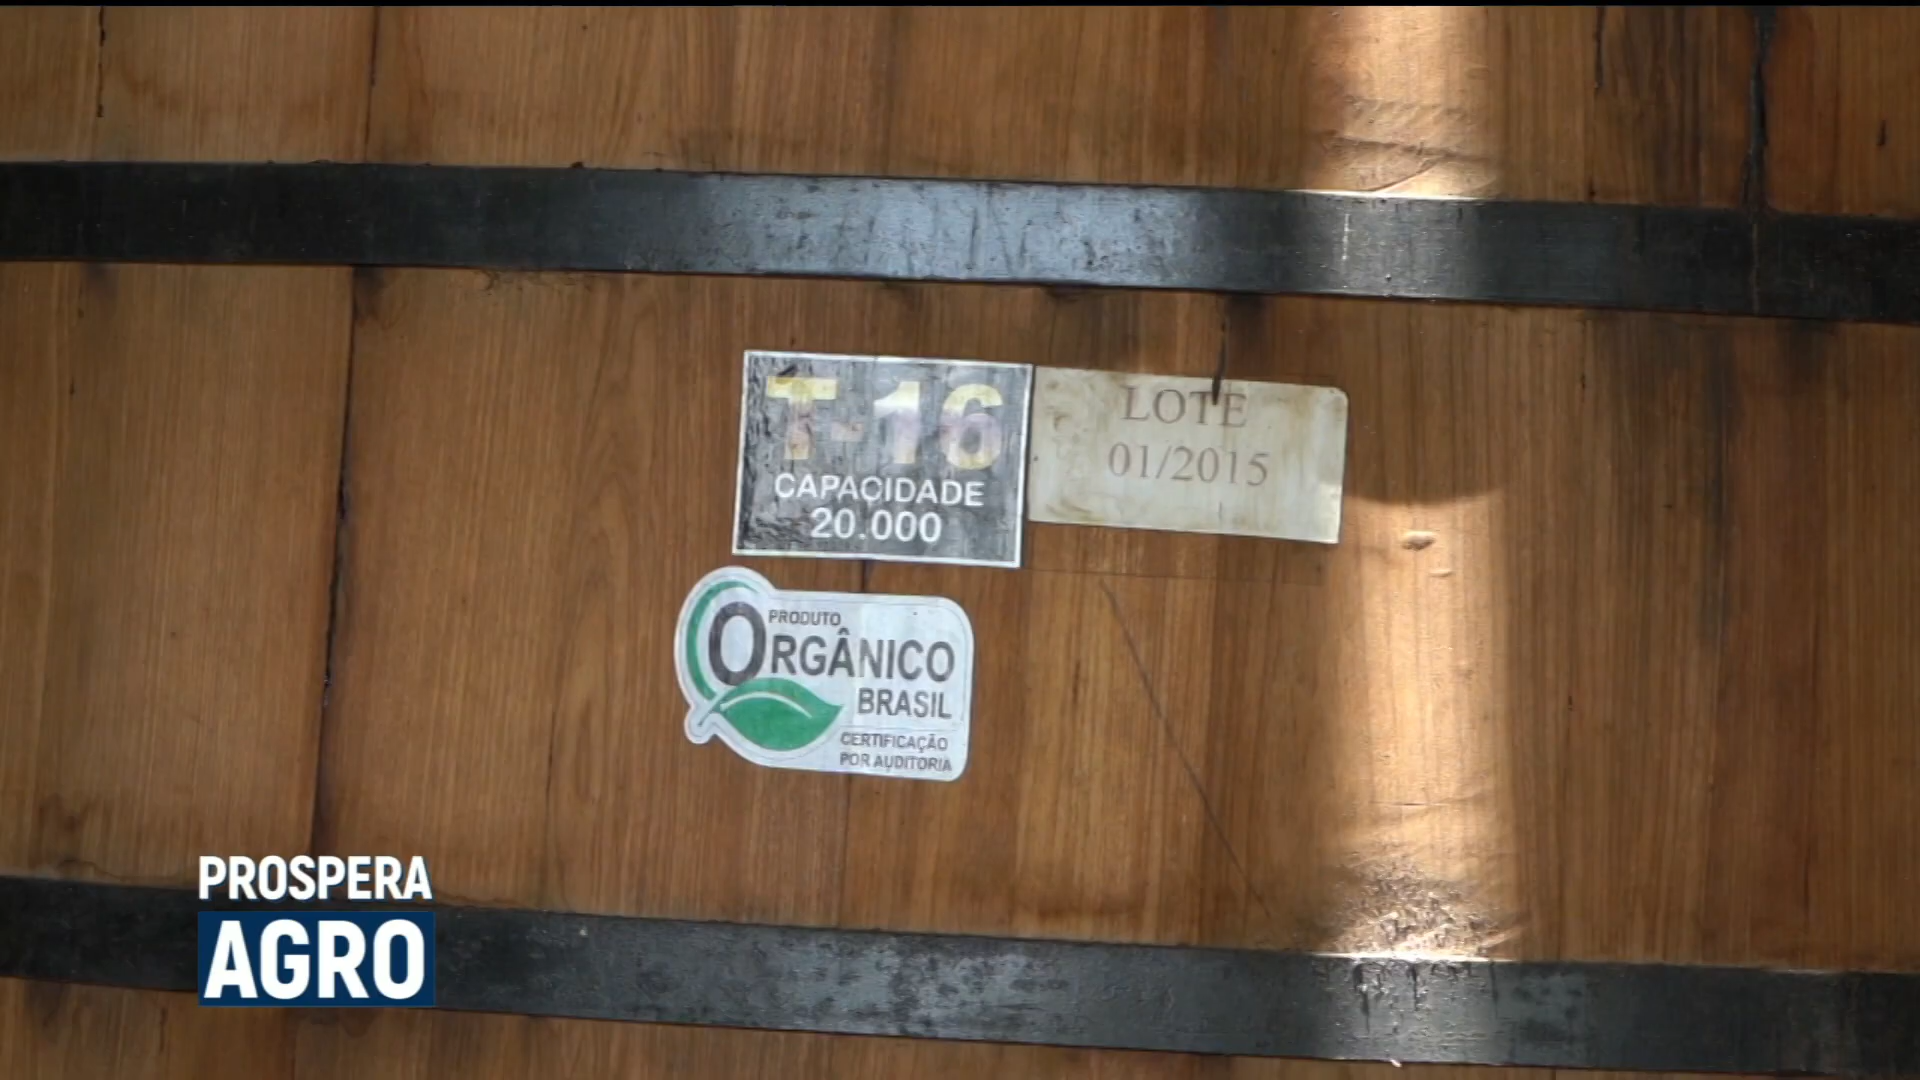 T-16
CAPACIDADE
20.000
LOTE
01/2015
PRODUTO
ORGÂNICO
BRASIL
CERTIFICAÇÃO
POR AUDITORIA
PROSPERA
AGRO